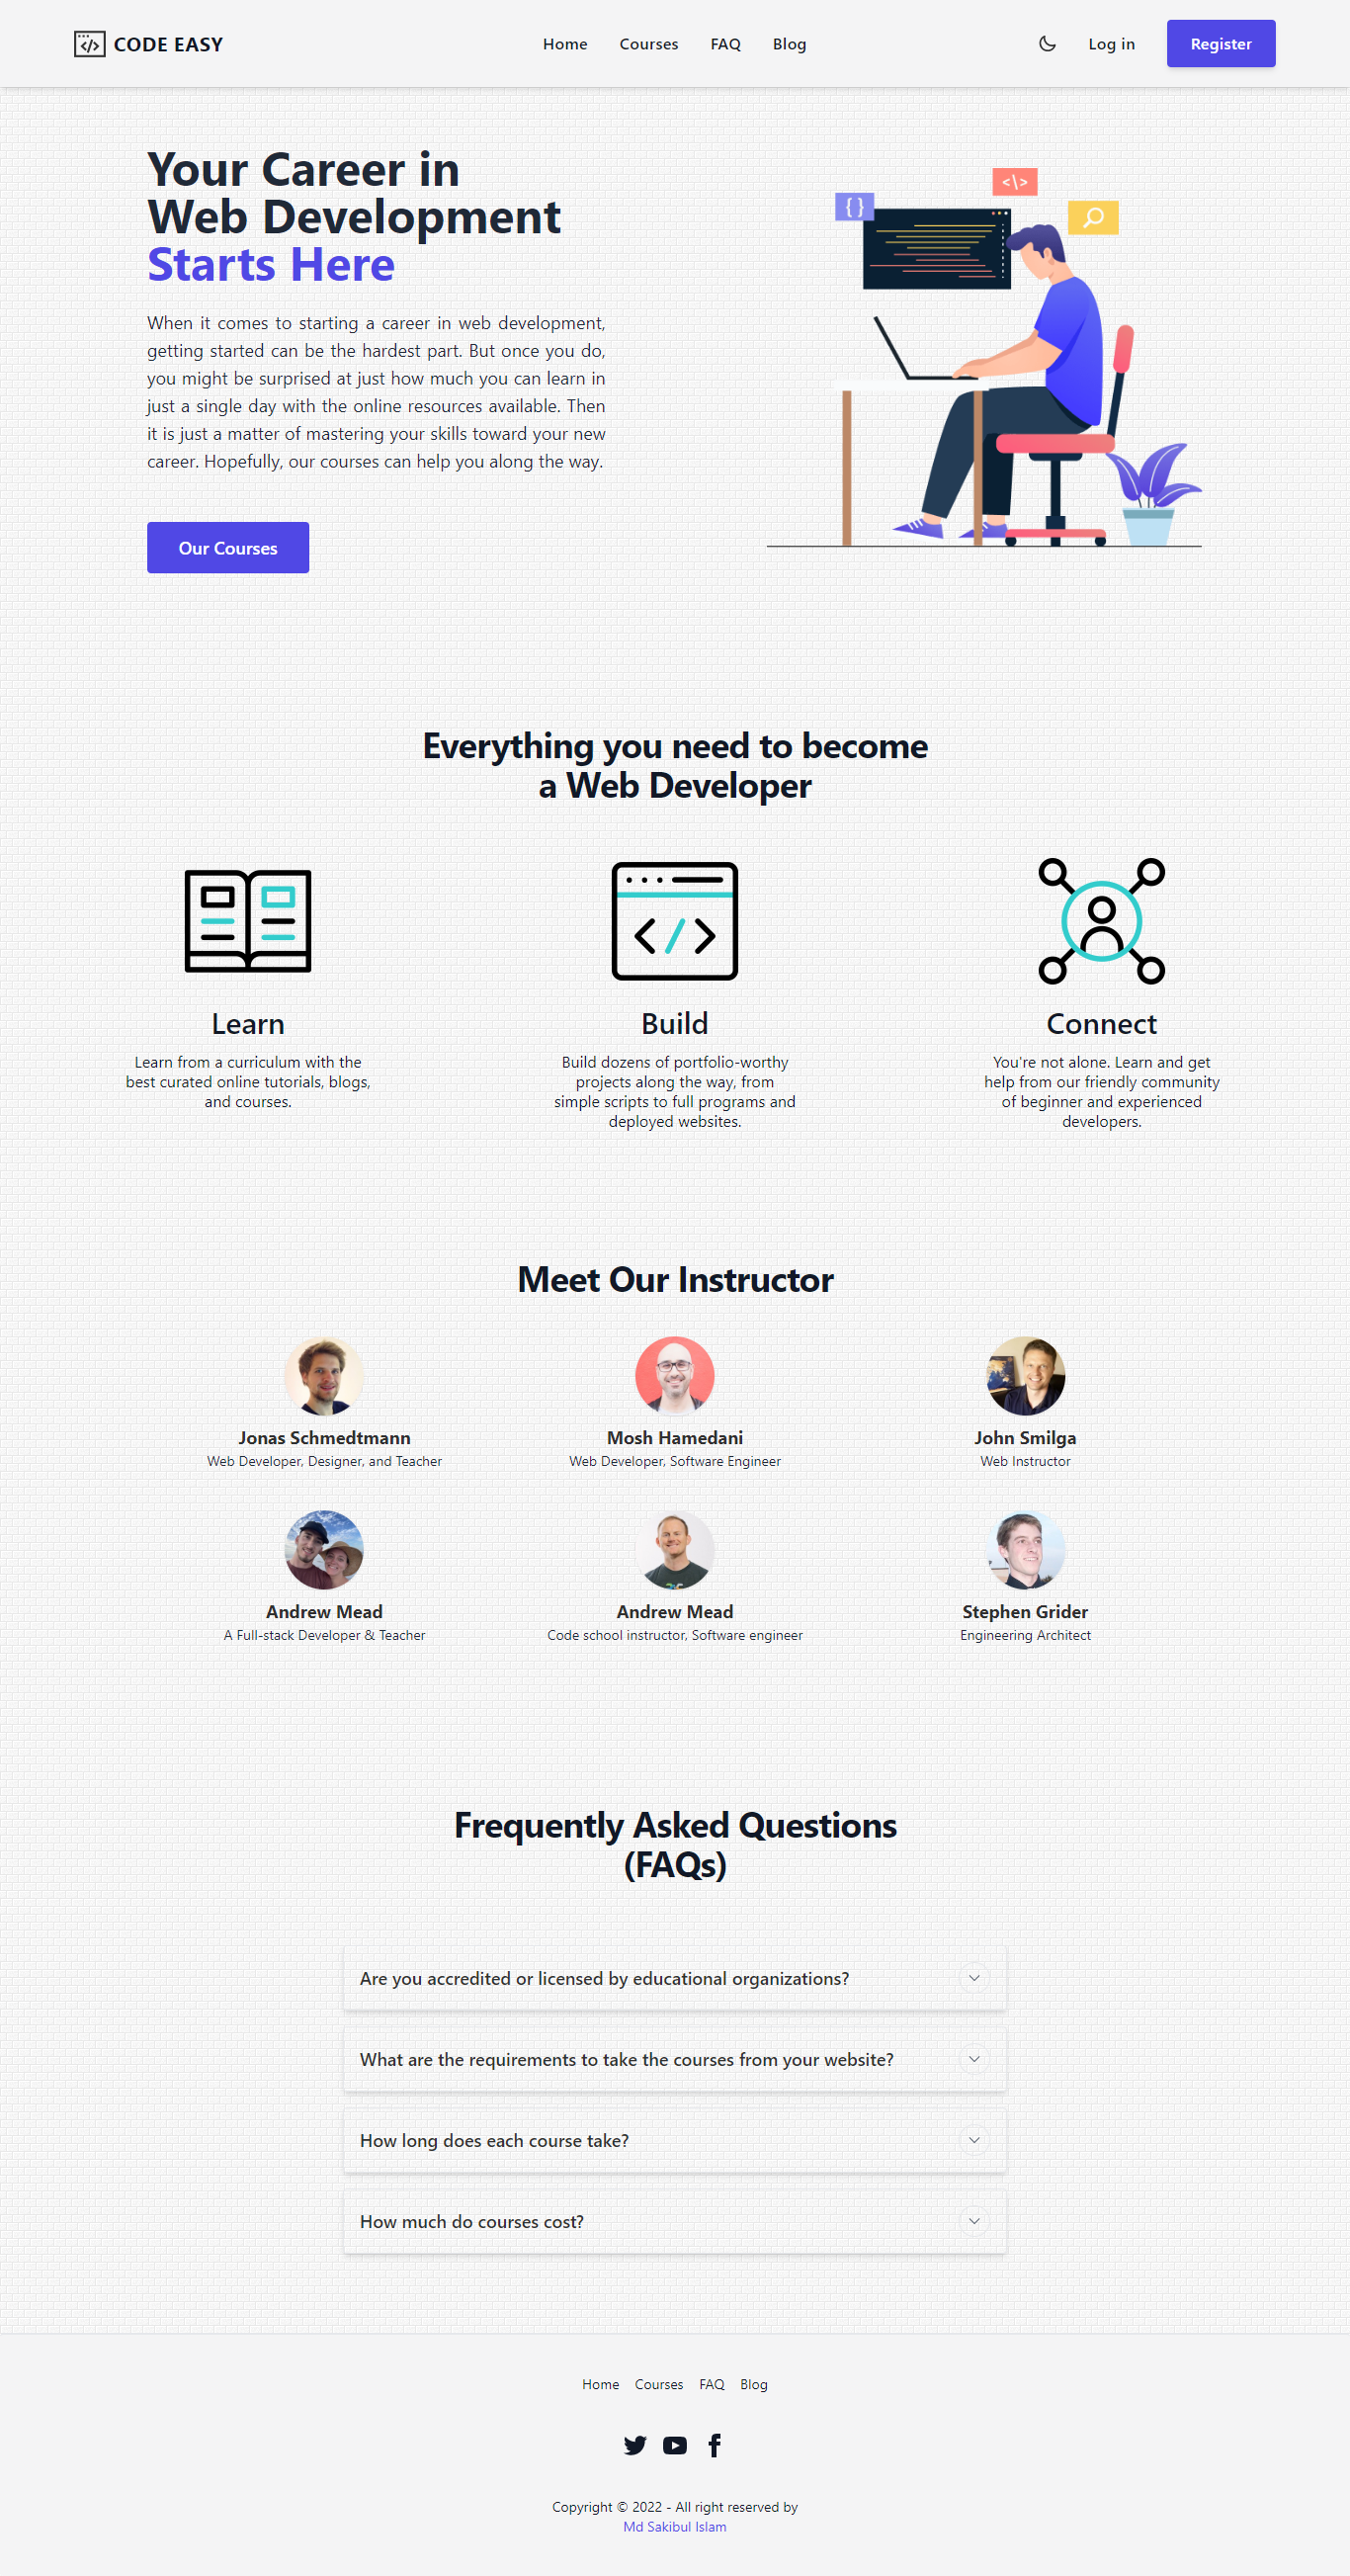 CODE EASY
Home Courses FAQ Blog
Log in
Register
Your Career in
Web Development
Starts Here
When it comes to starting a career in web development,
getting started can be the hardest part. But once you do,
you might be surprised at just how much you can learn in
just a single day with the online resources available. Then
it is just a matter of mastering your skills toward your new
career. Hopefully, our courses can help you along the way.
Our Courses
Everything you need to become
a Web Developer
Learn
Learn from a curriculum with the
best curated online tutorials, blogs,
and courses.
Build
Build dozens of portfolio-worthy
projects along the way, from
simple scripts to full programs and
deployed websites.
Connect
You're not alone. Learn and get
help from our friendly community
of beginner and experienced
developers.
Meet Our Instructor
Jonas Schmedtmann
Web Developer, Designer, and Teacher
Mosh Hamedani
Web Developer, Software Engineer
John Smilga
Web Instructor
Andrew Mead
A Full-stack Developer & Teacher
Andrew Mead
Code school instructor, Software engineer
Stephen Grider
Engineering Architect
Frequently Asked Questions
(FAQs)
Are you accredited or licensed by educational organizations?
What are the requirements to take the courses from your website?
How long does each course take?
How much do courses cost?
Home Courses FAQ Blog
Copyright © 2022 - All right reserved by
Md Sakibul Islam